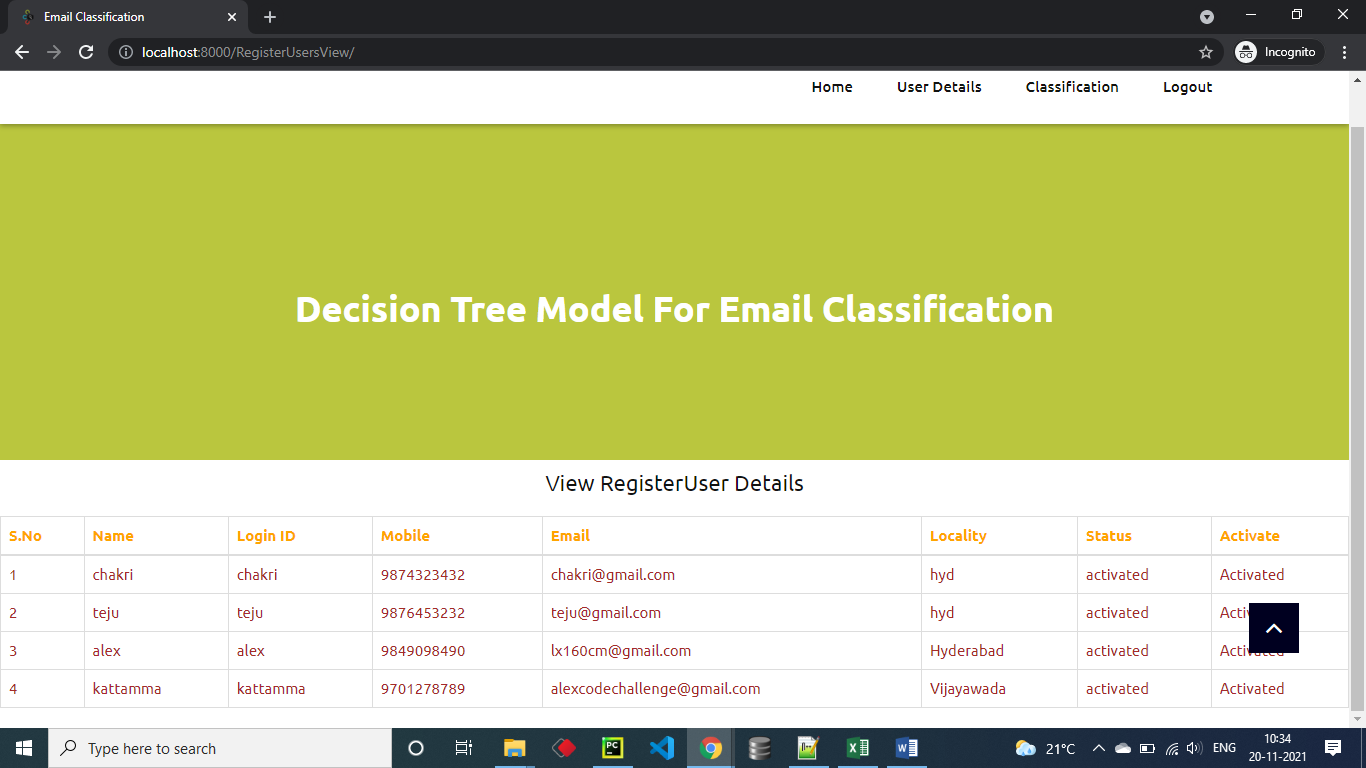 Email Classification
localhost:8000/RegisterUsersView/
Incognito
Home User Details Classification Logout
Decision Tree Model For Email Classification
View RegisterUser Details
S.No Name Login ID Mobile Email Locality Status Activate
1 chakri chakri 9874323432 chakri@gmail.com hyd activated Activated
2 teju teju 9876453232 teju@gmail.com hyd activated
3 alex alex 9849098490 lx160cm@gmail.com Hyderabad activated
4 kattamma kattamma 9701278789 alexcodechallenge@gmail.com Vijayawada activated Activated
Type here to search
PC
21°C
ENG
10:34
20-11-2021